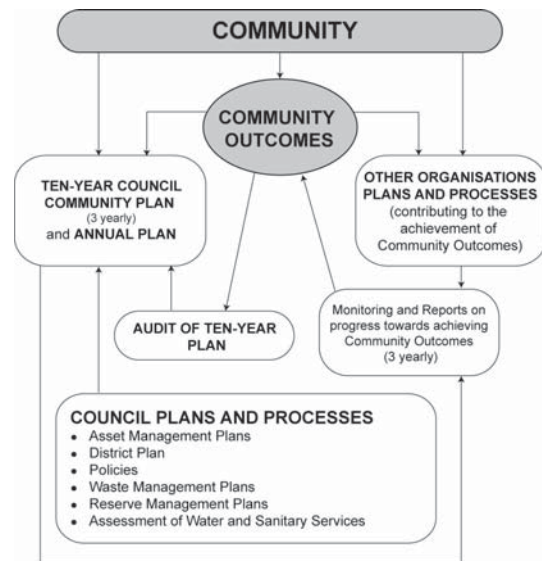 COMMUNITY
COMMUNITY
OUTCOMES
TEN-YEAR COUNCIL
COMMUNITY PLAN
(3 yearly)
and ANNUAL PLAN
OTHER ORGANISATIONS
PLANS AND PROCESSES
(contributing to the
achievement of
Community Outcomes)
AUDIT OF TEN-YEAR
PLAN
Monitoring and Reports on
progress towards achieving
Community Outcomes
(3 yearly)
COUNCIL PLANS AND PROCESSES
• Asset Management Plans
• District Plan
• Policies
• Waste Management Plans
• Reserve Management Plans
• Assessment of Water and Sanitary Services